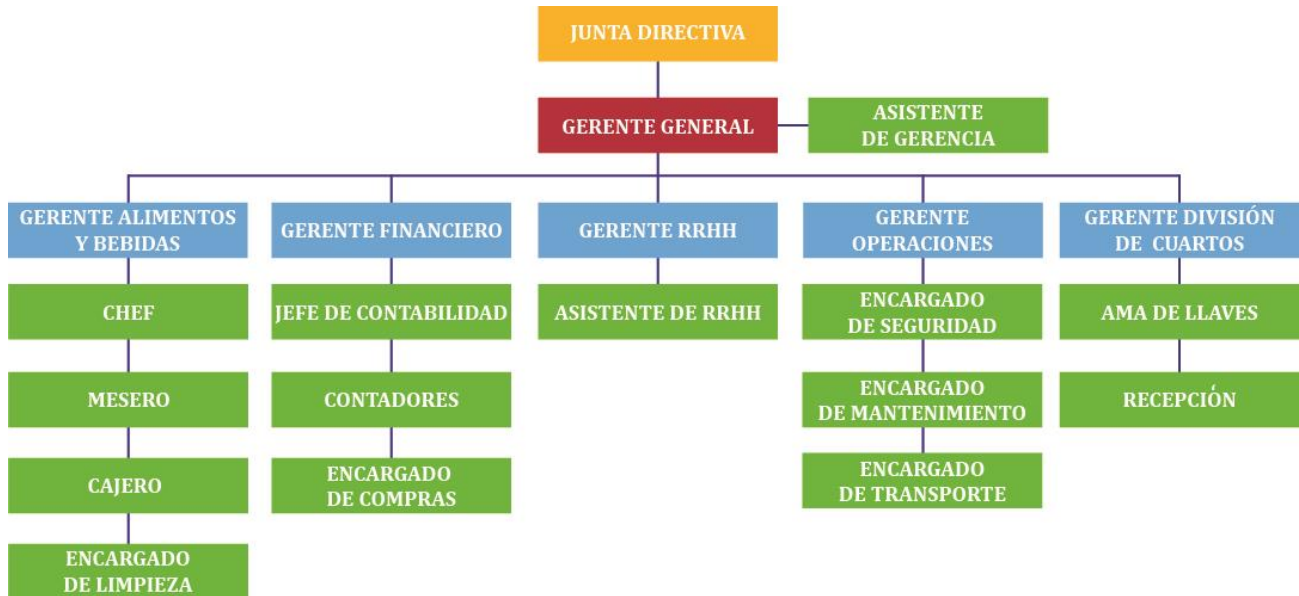 JUNTA DIRECTIVA
GERENTE GENERAL
ASISTENTE
DE GERENCIA
GERENTE ALIMENTOS
Y BEBIDAS
GERENTE FINANCIERO
GERENTE RRHH
GERENTE
OPERACIONES
GERENTE DIVISIÓN
DE CUARTOS
CHEF
JEFE DE CONTABILIDAD
ASISTENTE DE RRHH
ENCARGADO
DE SEGURIDAD
AMA DE LLAVES
MESERO
CONTADORES
ENCARGADO
DE MANTENIMIENTO
RECEPCIÓN
CAJERO
ENCARGADO
DE COMPRAS
ENCARGADO
DE TRANSPORTE
ENCARGADO
DE LIMPIEZA